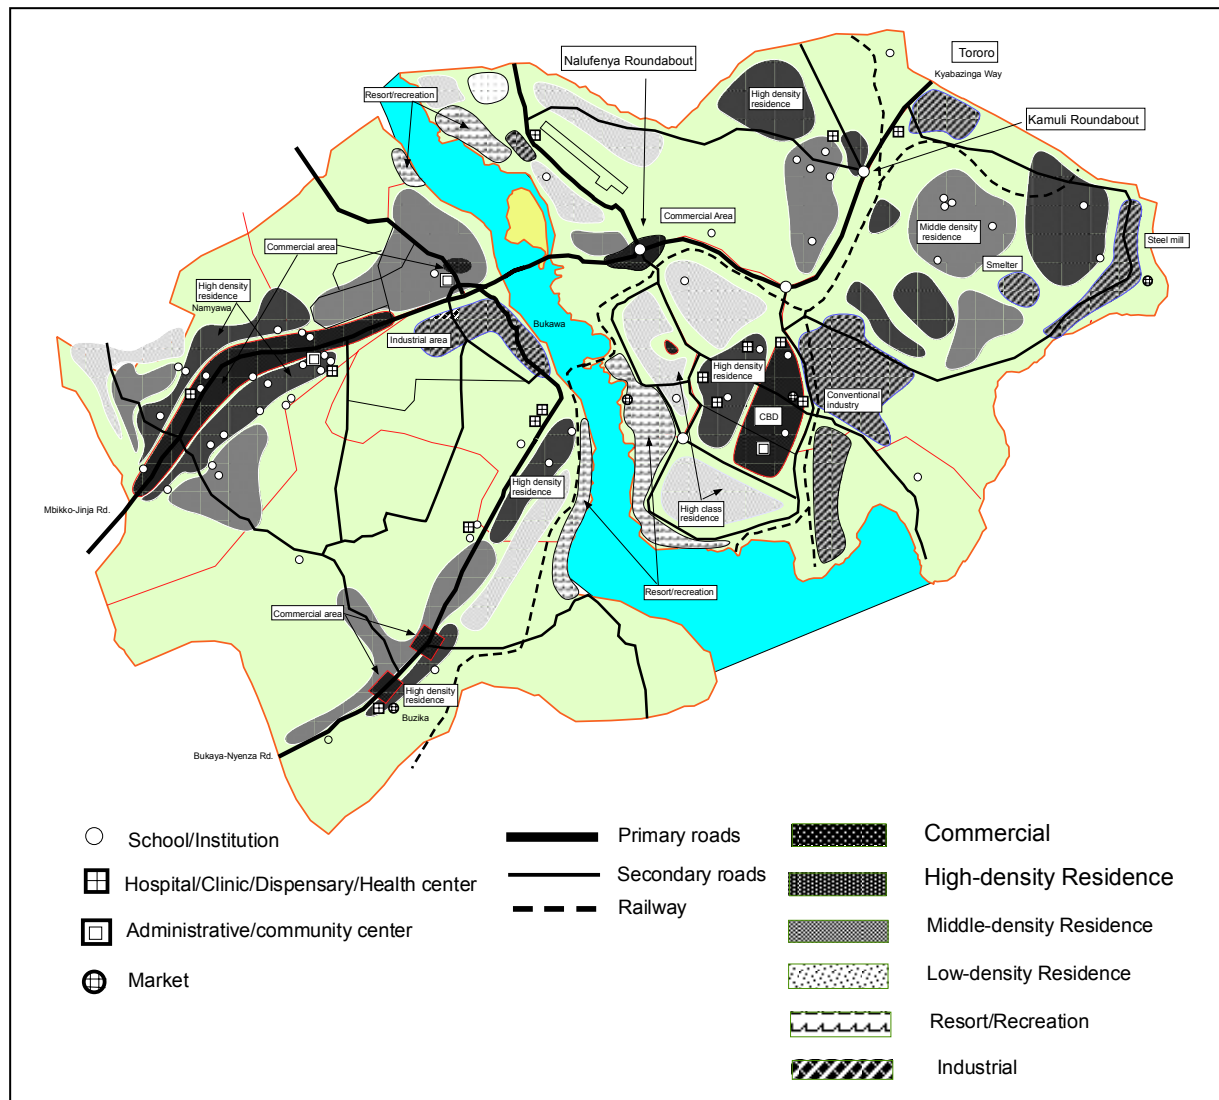 Tororo
Nalufenya Roundabout
Kyabazinga Way
Resort/recreation
High density
residence
Kamuli Roundabout
Commercial Area
Middle density
residence
Steel mill
Commercial area
Smelter
High density
residence
Namyawa
Bukawa
Industrial area
High density
residence
Conventional
industry
CBD
High density
residence
Mbikko-Jinja Rd.
High class
residence
Resort/recreation
Commercial area
High density
residence
Buzika
Bukaya-Nyenza Rd.
School/Institution
Hospital/Clinic/Dispensary/Health center
Administrative/community center
Market
Primary roads
Secondary roads
Railway
Commercial
High-density Residence
Middle-density Residence
Low-density Residence
Resort/Recreation
Industrial